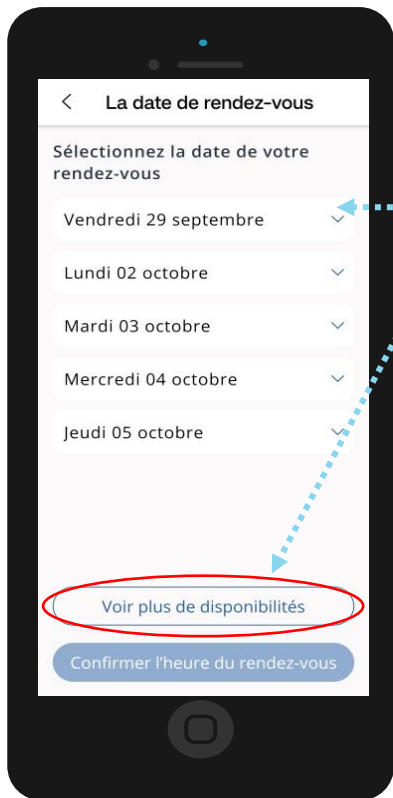 La date de rendez-vous
Sélectionnez la date de votre
rendez-vous
Vendredi 29 septembre
Lundi 02 octobre
Mardi 03 octobre
Mercredi 04 octobre
Jeudi 05 octobre
Voir plus de disponibilités
Confirmer l’heure du rendez-vous